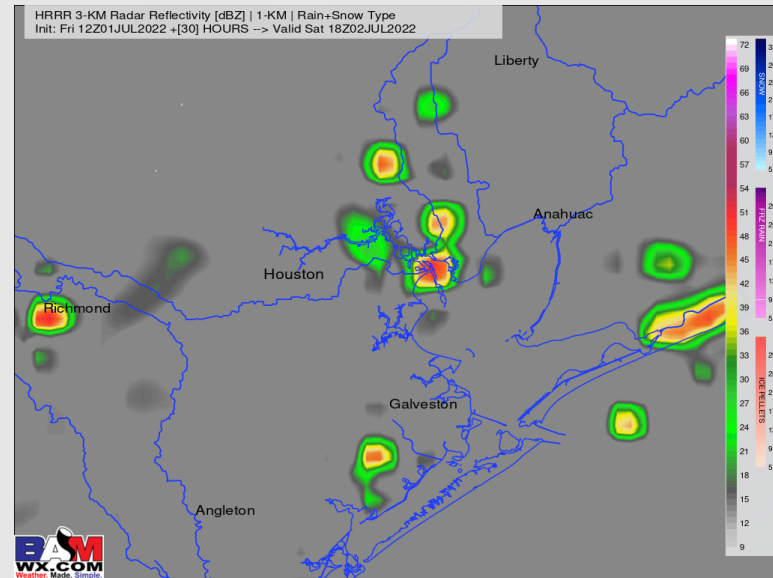 HRRR 3-KM Radar Reflectivity [dBZ] | 1-KM | Rain+Snow Type
Init: Fri 12Z01JUL2022 +[30] HOURS --> Valid Sat 18Z02JUL2022
Liberty
Anahuac
Houston
Richmond
Galveston
Angleton
72
69
66
63
60
57
54
51
48
45
42
39
36
33
30
27
24
21
18
15
12
9
SNOW
FRZ RAIN
ICE PELLETS
BAM
WX.COM
Weather. Made. Simple.